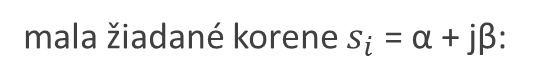 mala žiadané korene sᵢ = α + jβ: